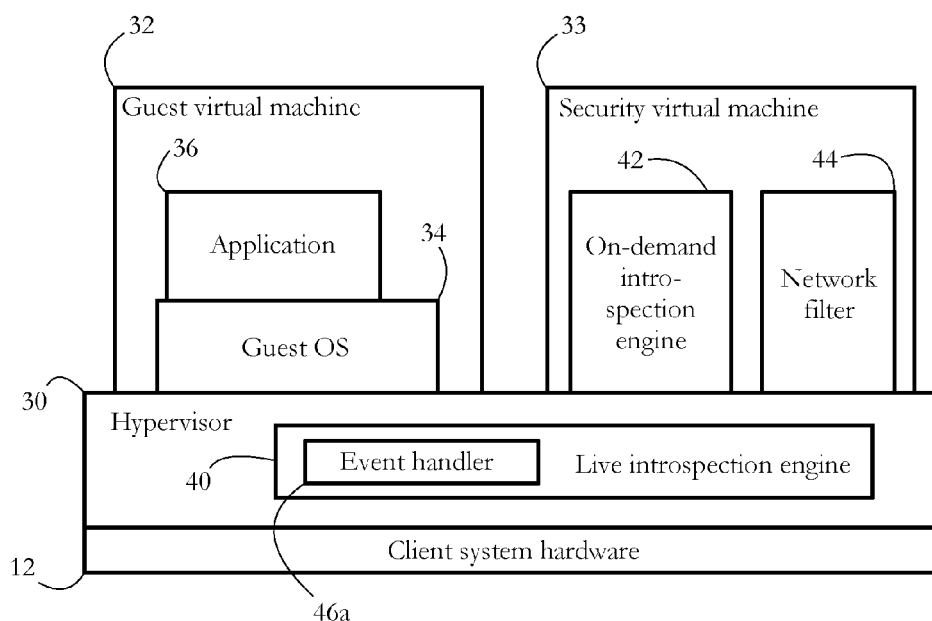 32
33
Guest virtual machine
Security virtual machine
36
42
44
Application
34
On-demand
intro-
spection
engine
Network
filter
Guest OS
30
Hypervisor
40
Event handler
Live introspection engine
Client system hardware
12
46a